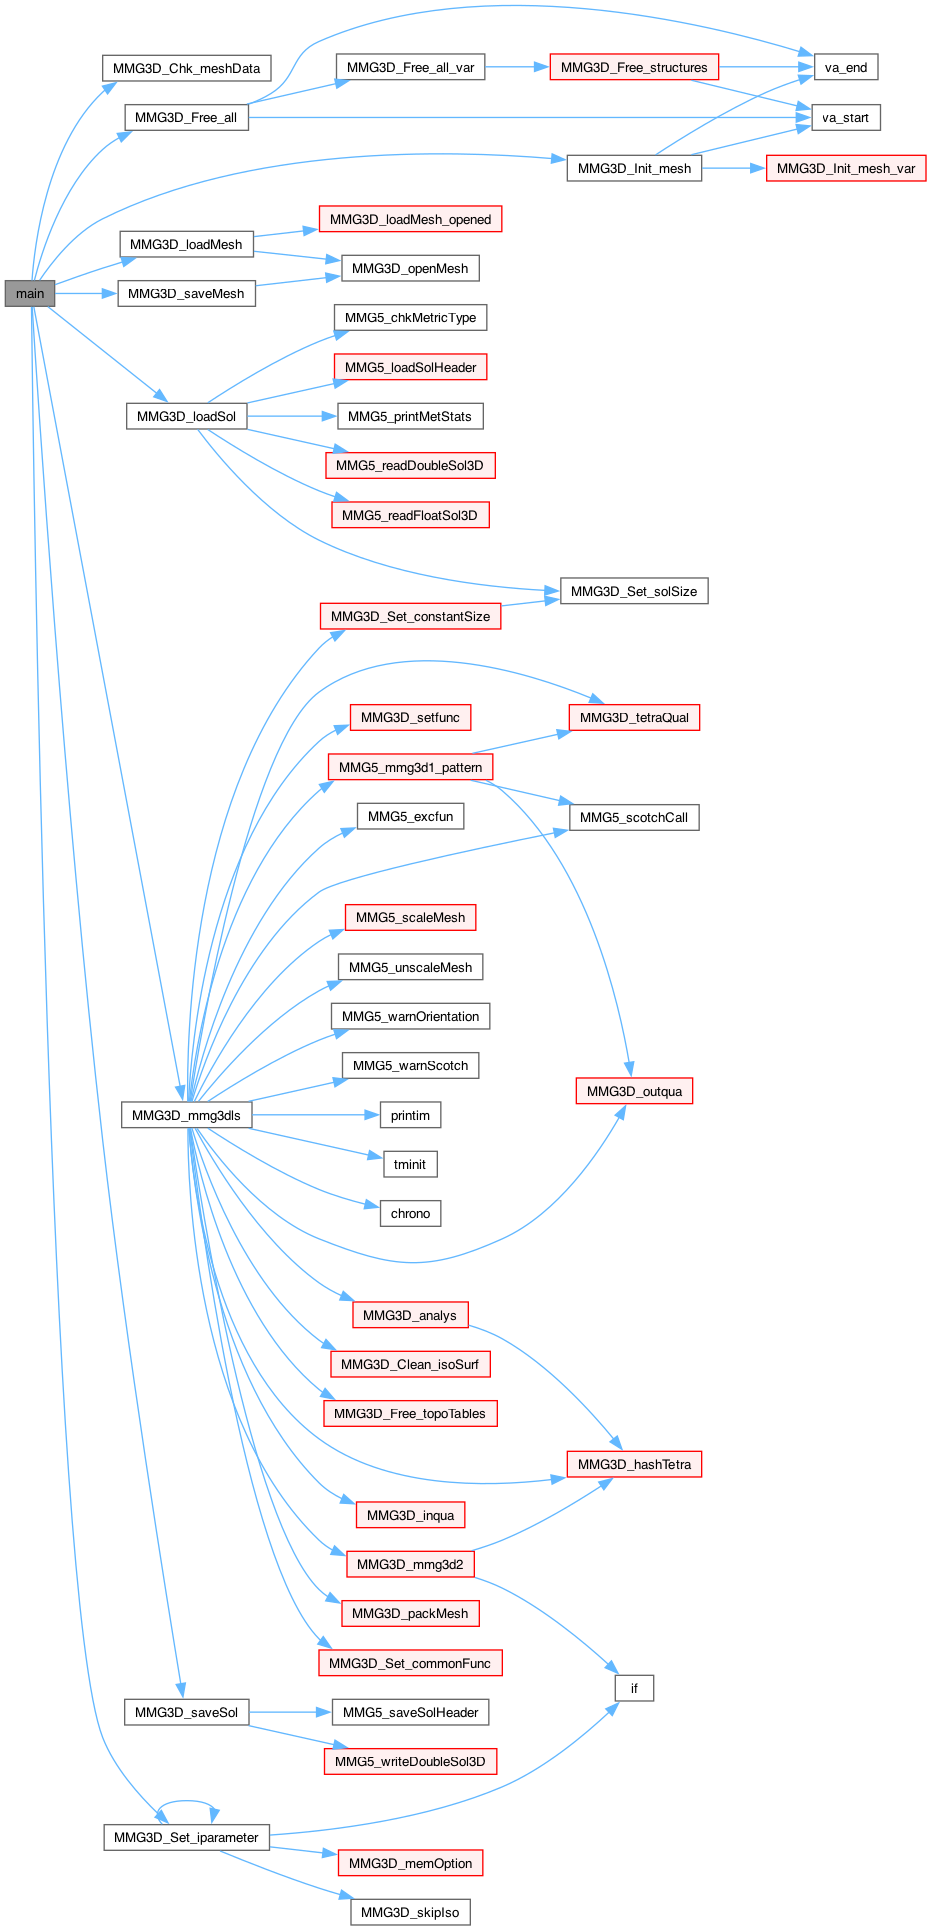 MMG3D_Chk_meshData
MMG3D_Free_all_var
MMG3D_Free_structures
va_end
MMG3D_Free_all
va_start
MMG3D_Init_mesh
MMG3D_Init_mesh_var
MMG3D_loadMesh_opened
MMG3D_loadMesh
MMG3D_openMesh
main
MMG3D_saveMesh
MMG5_chkMetricType
MMG5_loadSolHeader
MMG3D_loadSol
MMG5_printMetStats
MMG5_readDoubleSol3D
MMG5_readFloatSol3D
MMG3D_Set_solSize
MMG3D_Set_constantSize
MMG3D_setfunc
MMG3D_tetraQual
MMG5_mmg3d1_pattern
MMG5_excfun
MMG5_scotchCall
MMG5_scaleMesh
MMG5_unscaleMesh
MMG5_warnOrientation
MMG5_warnScotch
MMG3D_outqua
MMG3D_mmg3dls
printim
tminit
chrono
MMG3D_analys
MMG3D_Clean_isoSurf
MMG3D_Free_topoTables
MMG3D_hashTetra
MMG3D_inqua
MMG3D_mmg3d2
MMG3D_packMesh
MMG3D_Set_commonFunc
if
MMG3D_saveSol
MMG5_saveSolHeader
MMG5_writeDoubleSol3D
MMG3D_Set_iparameter
MMG3D_memOption
MMG3D_skipIso